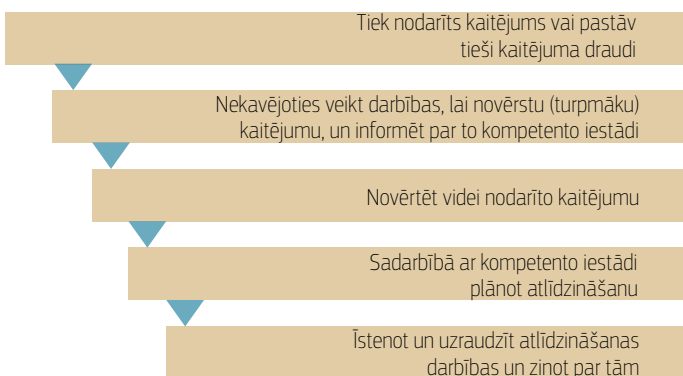 Tiek nodarīts kaitējums vai pastāv
tieši kaitējuma draudi
Nekavējoties veikt darbības, lai novērstu (turpmāku)
kaitējumu, un informēt par to kompetento iestādi
Novērtēt videi nodarīto kaitējumu
Sadarbībā ar kompetento iestādi
plānot atlīdzināšanu
Īstenot un uzraudzīt atlīdzināšanas
darbības un ziņot par tām